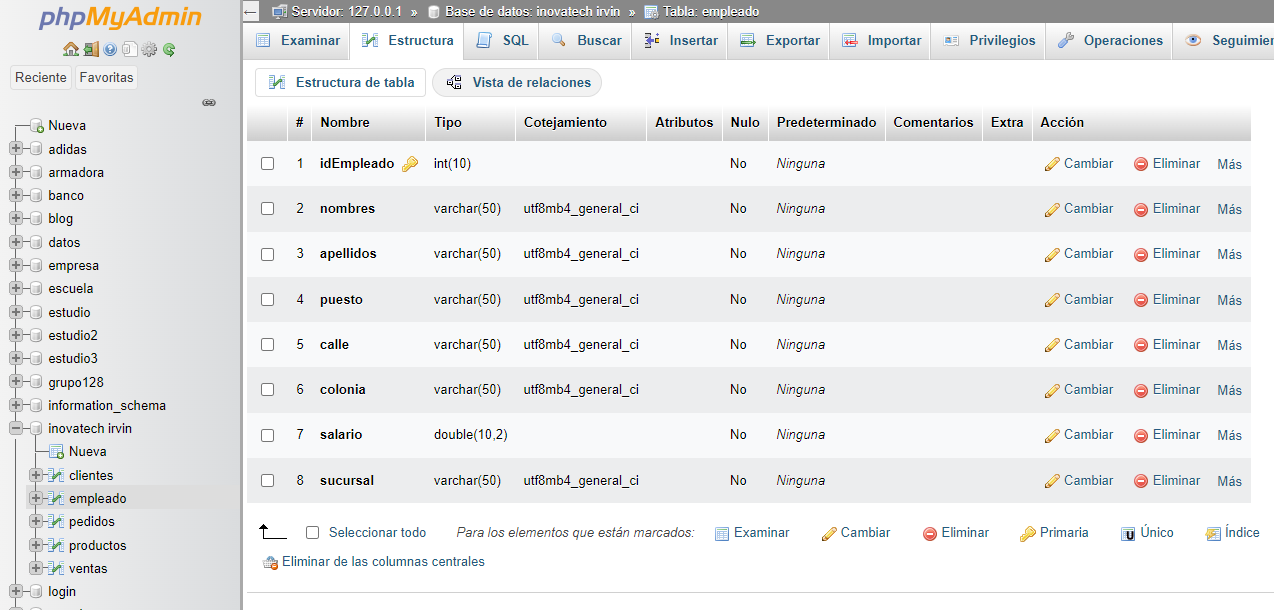 phpMyAdmin
Reciente Favoritas
Nueva
adidas
armadora
banco
blog
datos
empresa
escuela
estudio
estudio2
estudio3
grupo128
information_schema
inovatech irvin
Nueva
clientes
empleado
pedidos
productos
ventas
login
Servidor: 127.0.0.1 » Base de datos: inovatech irvin » Tabla: empleado
Examinar Estructura SQL Buscar Insertar Exportar Importar Privilegios Operaciones Seguimier
Estructura de tabla Vista de relaciones
# Nombre Tipo Cotejamiento Atributos Nulo Predeterminado Comentarios Extra Acción
1 idEmpleado int(10) No Ninguna Cambiar Eliminar Más
2 nombres varchar(50) utf8mb4_general_ci No Ninguna Cambiar Eliminar Más
3 apellidos varchar(50) utf8mb4_general_ci No Ninguna Cambiar Eliminar Más
4 puesto varchar(50) utf8mb4_general_ci No Ninguna Cambiar Eliminar Más
5 calle varchar(50) utf8mb4_general_ci No Ninguna Cambiar Eliminar Más
6 colonia varchar(50) utf8mb4_general_ci No Ninguna Cambiar Eliminar Más
7 salario double(10,2) No Ninguna Cambiar Eliminar Más
8 sucursal varchar(50) utf8mb4_general_ci No Ninguna Cambiar Eliminar Más
Seleccionar todo Para los elementos que están marcados: Examinar Cambiar Eliminar Primaria Único Índice
Eliminar de las columnas centrales